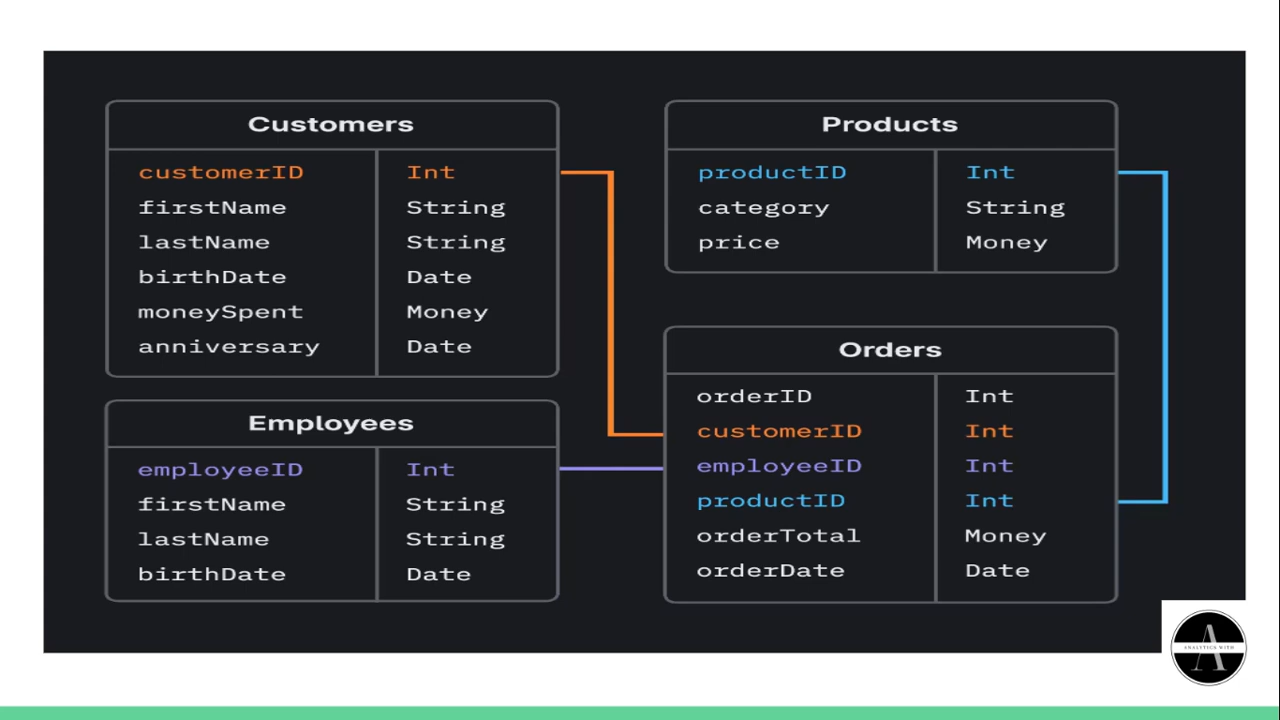 Customers
customerID Int
firstName String
lastName String
birthDate Date
moneySpent Money
anniversary Date
Employees
employeeID Int
firstName String
lastName String
birthDate Date
Products
productID Int
category String
price Money
Orders
orderID Int
customerID Int
employeeID Int
productID Int
orderTotal Money
orderDate Date
A
ANALYTICS WITH